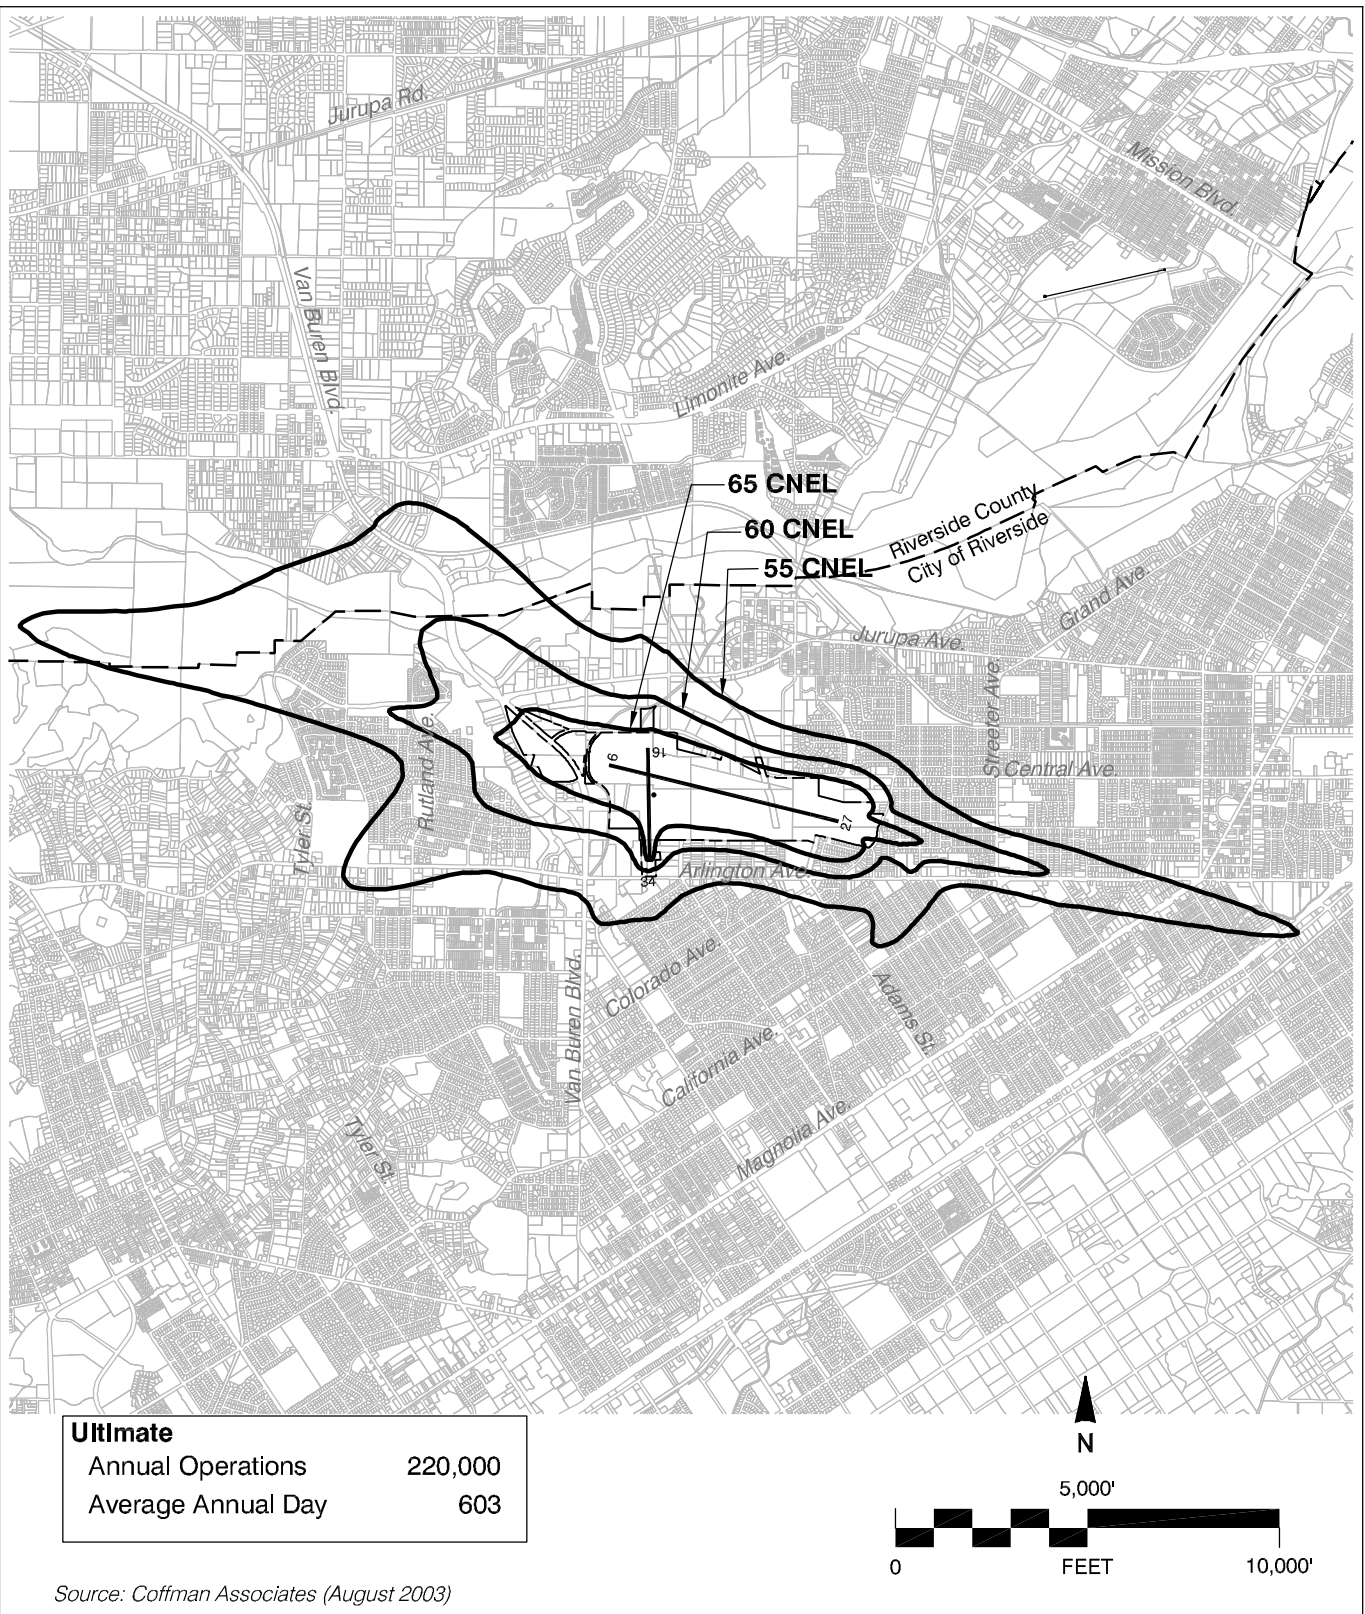 Jurupa Rd.
Mission Blvd.
Van Buren Blvd.
Limonite Ave.
65 CNEL
60 CNEL
55 CNEL
Riverside County
City of Riverside
Grand Ave.
Jurupa Ave.
Streeter Ave.
Central Ave.
Rutland Ave.
Tyler St.
9
16
27
34
Arlington Ave.
Colorado Ave.
Van Buren Blvd.
Adams St.
California Ave.
Magnolia Ave.
Tyler St.
UltImate
Annual Operations 220,000
Average Annual Day 603
N
5,000'
0 FEET 10,000'
Source: Coffman Associates (August 2003)